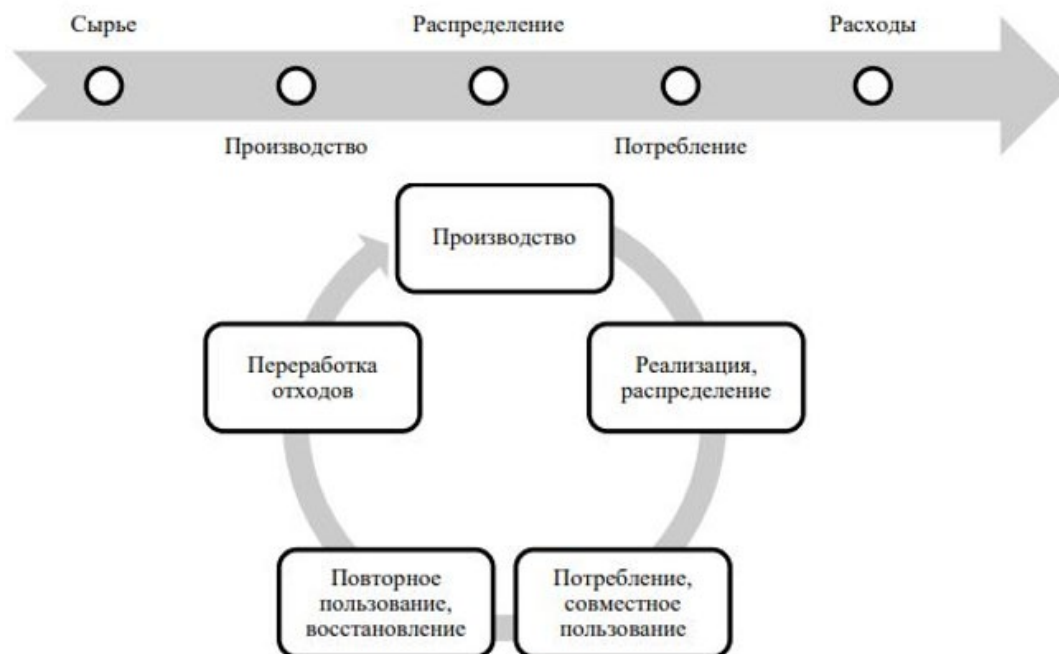 Сырье
Распределение
Расходы
Производство
Потребление
Производство
Переработка
отходов
Реализация,
распределение
Повторное
пользование,
восстановление
Потребление,
совместное
пользование